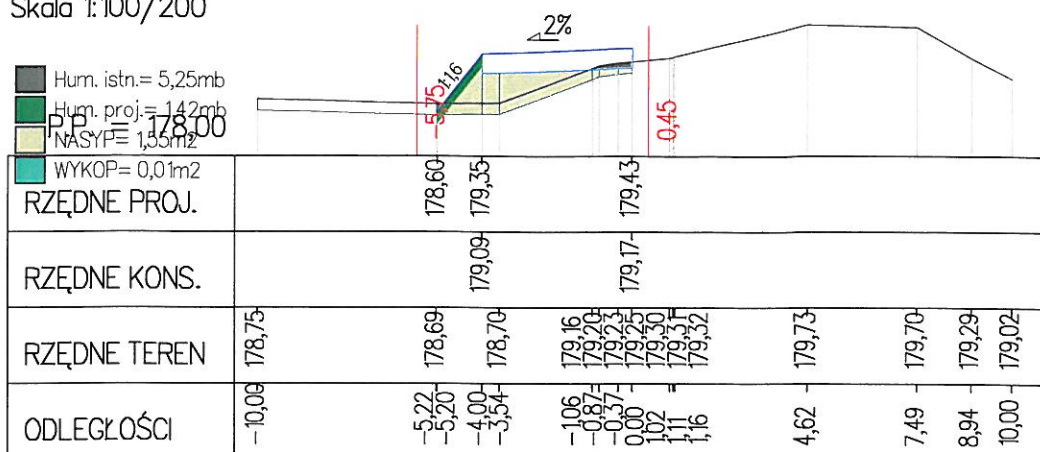 Skala 1:100/200
2%
1:1,6
-5,75
0,45
Hum. istn.= 5,25mb
Hum. proj.= 1,42mb
P.P. = 178,00
NASYP= 1,35m2
WYKOP= 0,01m2
RZĘDNE PROJ. 178,60 179,35 179,43
RZĘDNE KONS. 179,09 179,17
RZĘDNE TEREN 178,75 178,69 178,70 179,16 179,20 179,23 179,25 179,30 179,31 179,32 179,73 179,70 179,29 179,02
ODLEGŁOŚCI -10,00 -5,22 -5,20 -4,00 -3,54 -1,06 -0,87 -0,37 0,00 1,02 1,11 1,16 4,62 7,49 8,94 10,00